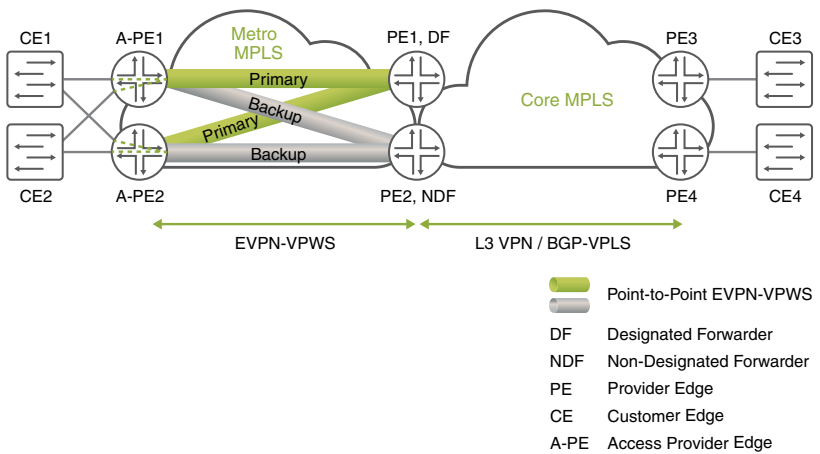 CE1
A-PE1
Metro
MPLS
PE1, DF
PE3
CE3
Primary
Backup
Core MPLS
Primary
Backup
CE2
A-PE2
PE2, NDF
PE4
CE4
EVPN-VPWS
L3 VPN / BGP-VPLS
Point-to-Point EVPN-VPWS
DF Designated Forwarder
NDF Non-Designated Forwarder
PE Provider Edge
CE Customer Edge
A-PE Access Provider Edge